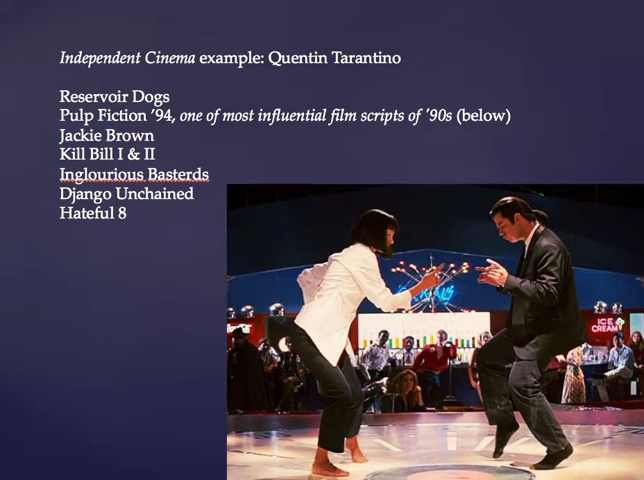 Independent Cinema example: Quentin Tarantino
Reservoir Dogs
Pulp Fiction ’94, one of most influential film scripts of '90s (below)
Jackie Brown
Kill Bill I & II
Inglourious Basterds
Django Unchained
Hateful 8
ICE
CREAM